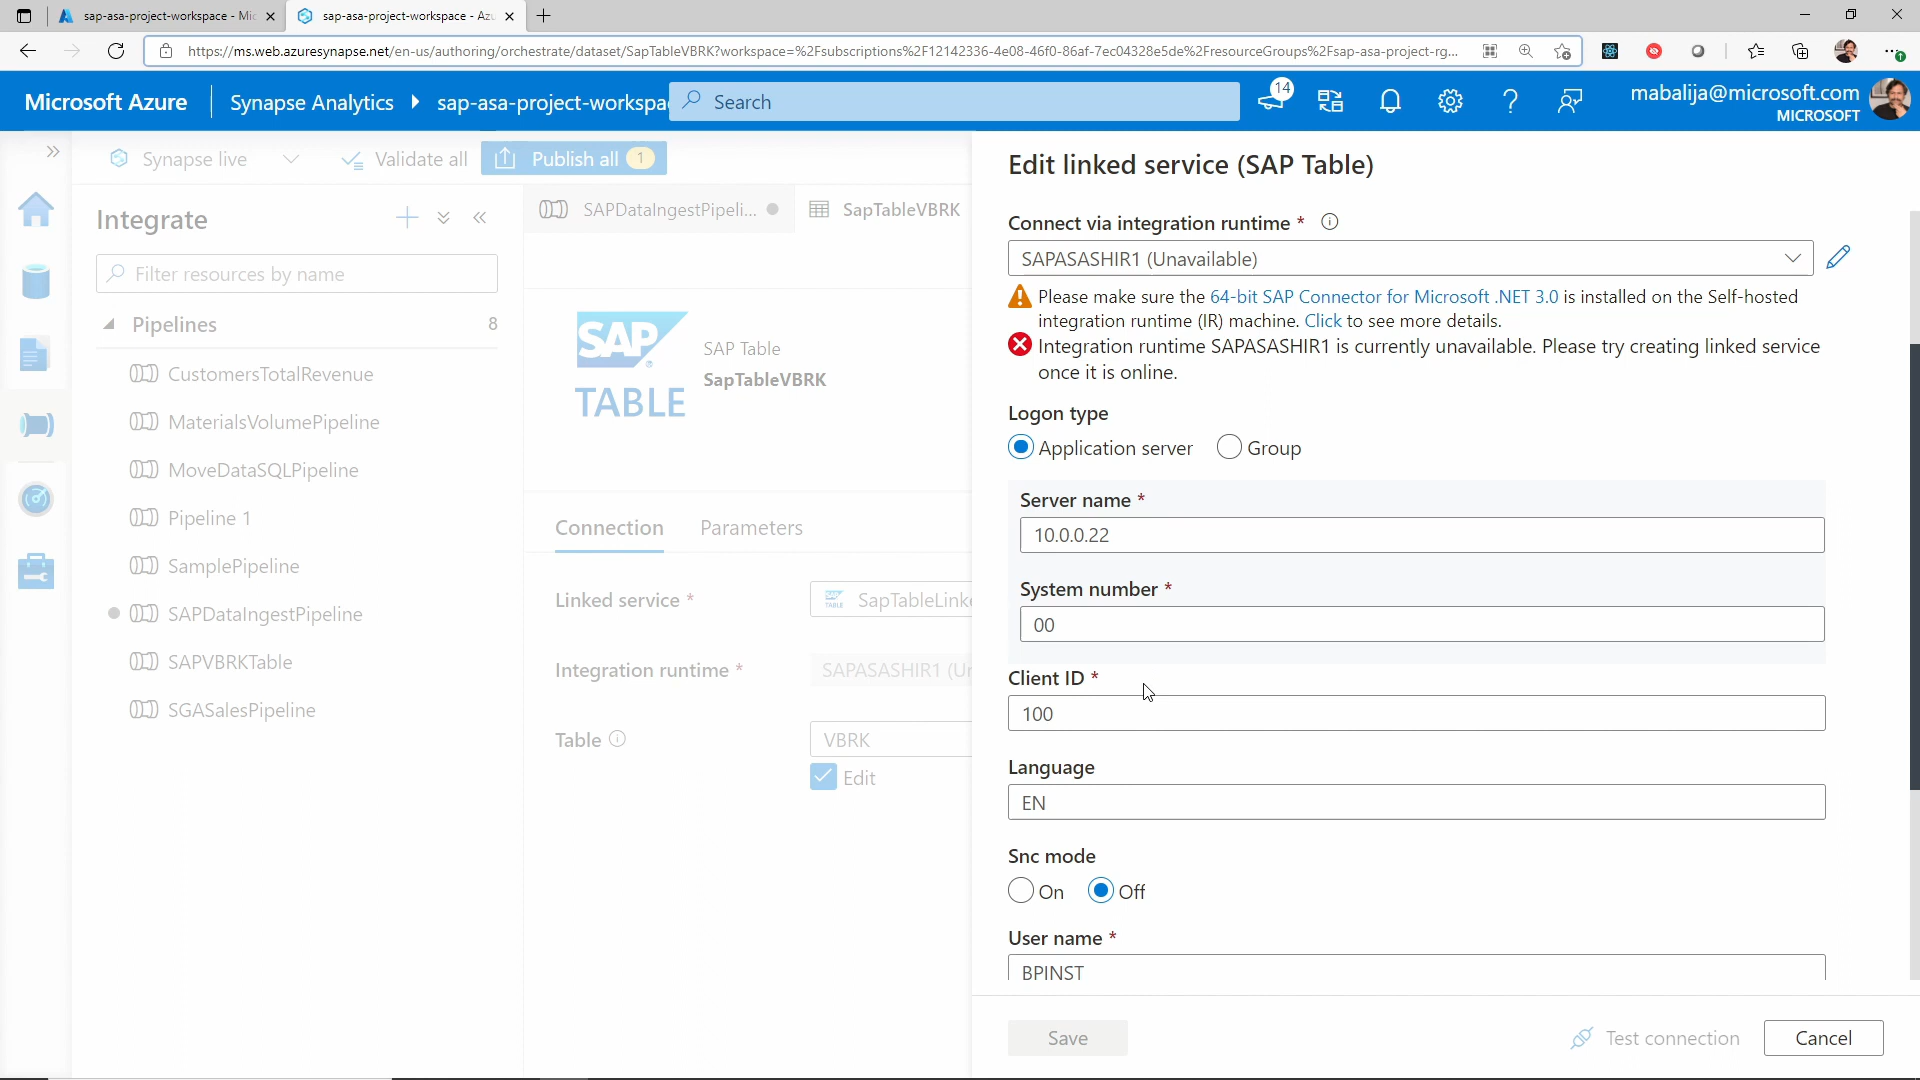 sap-asa-project-workspace - Mic
sap-asa-project-workspace - Azu
https://ms.web.azuresynapse.net/en-us/authoring/orchestrate/dataset/SapTableVBRK?workspace=%2Fsubscriptions%2F12142336-4e08-46f0-86af-7ec04328e5de%2FresourceGroups%2Fsap-asa-project-rg...
Microsoft Azure
Synapse Analytics
sap-asa-project-workspa
Search
14
mabalija@microsoft.com
MICROSOFT
Synapse live
Validate all
Publish all
1
Integrate
Filter resources by name
Pipelines
8
CustomersTotalRevenue
MaterialsVolumePipeline
MoveDataSQLPipeline
Pipeline 1
SamplePipeline
SAPDataIngestPipeline
SAPVBRKTable
SGASalesPipeline
SAPDataIngestPipeli...
SapTableVBRK
SAP
TABLE
SAP Table
SapTableVBRK
Connection
Parameters
Linked service *
SAP
TABLE
SapTableLinke
Integration runtime *
SAPASASHIR1 (Un
Table
VBRK
Edit
Edit linked service (SAP Table)
Connect via integration runtime *
SAPASASHIR1 (Unavailable)
Please make sure the 64-bit SAP Connector for Microsoft .NET 3.0 is installed on the Self-hosted
integration runtime (IR) machine. Click to see more details.
Integration runtime SAPASASHIR1 is currently unavailable. Please try creating linked service
once it is online.
Logon type
Application server
Group
Server name *
10.0.0.22
System number *
00
Client ID *
100
Language
EN
Snc mode
On
Off
User name *
BPINST
Save
Test connection
Cancel